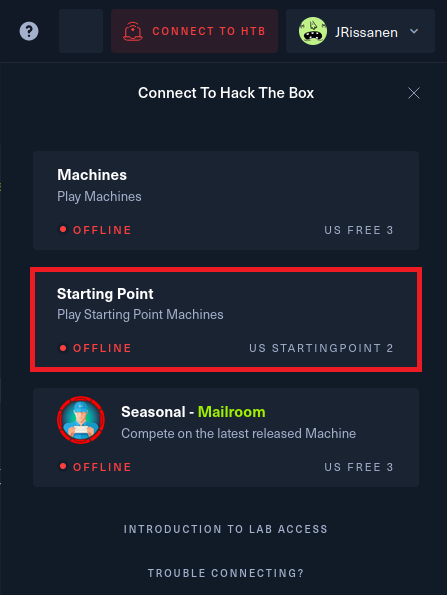 ?
CONNECT TO HTB
JRissanen
Connect To Hack The Box
Machines
Play Machines
OFFLINE US FREE 3
Starting Point
Play Starting Point Machines
OFFLINE US STARTINGPOINT 2
Seasonal - Mailroom
Compete on the latest released Machine
OFFLINE US FREE 3
INTRODUCTION TO LAB ACCESS
TROUBLE CONNECTING?